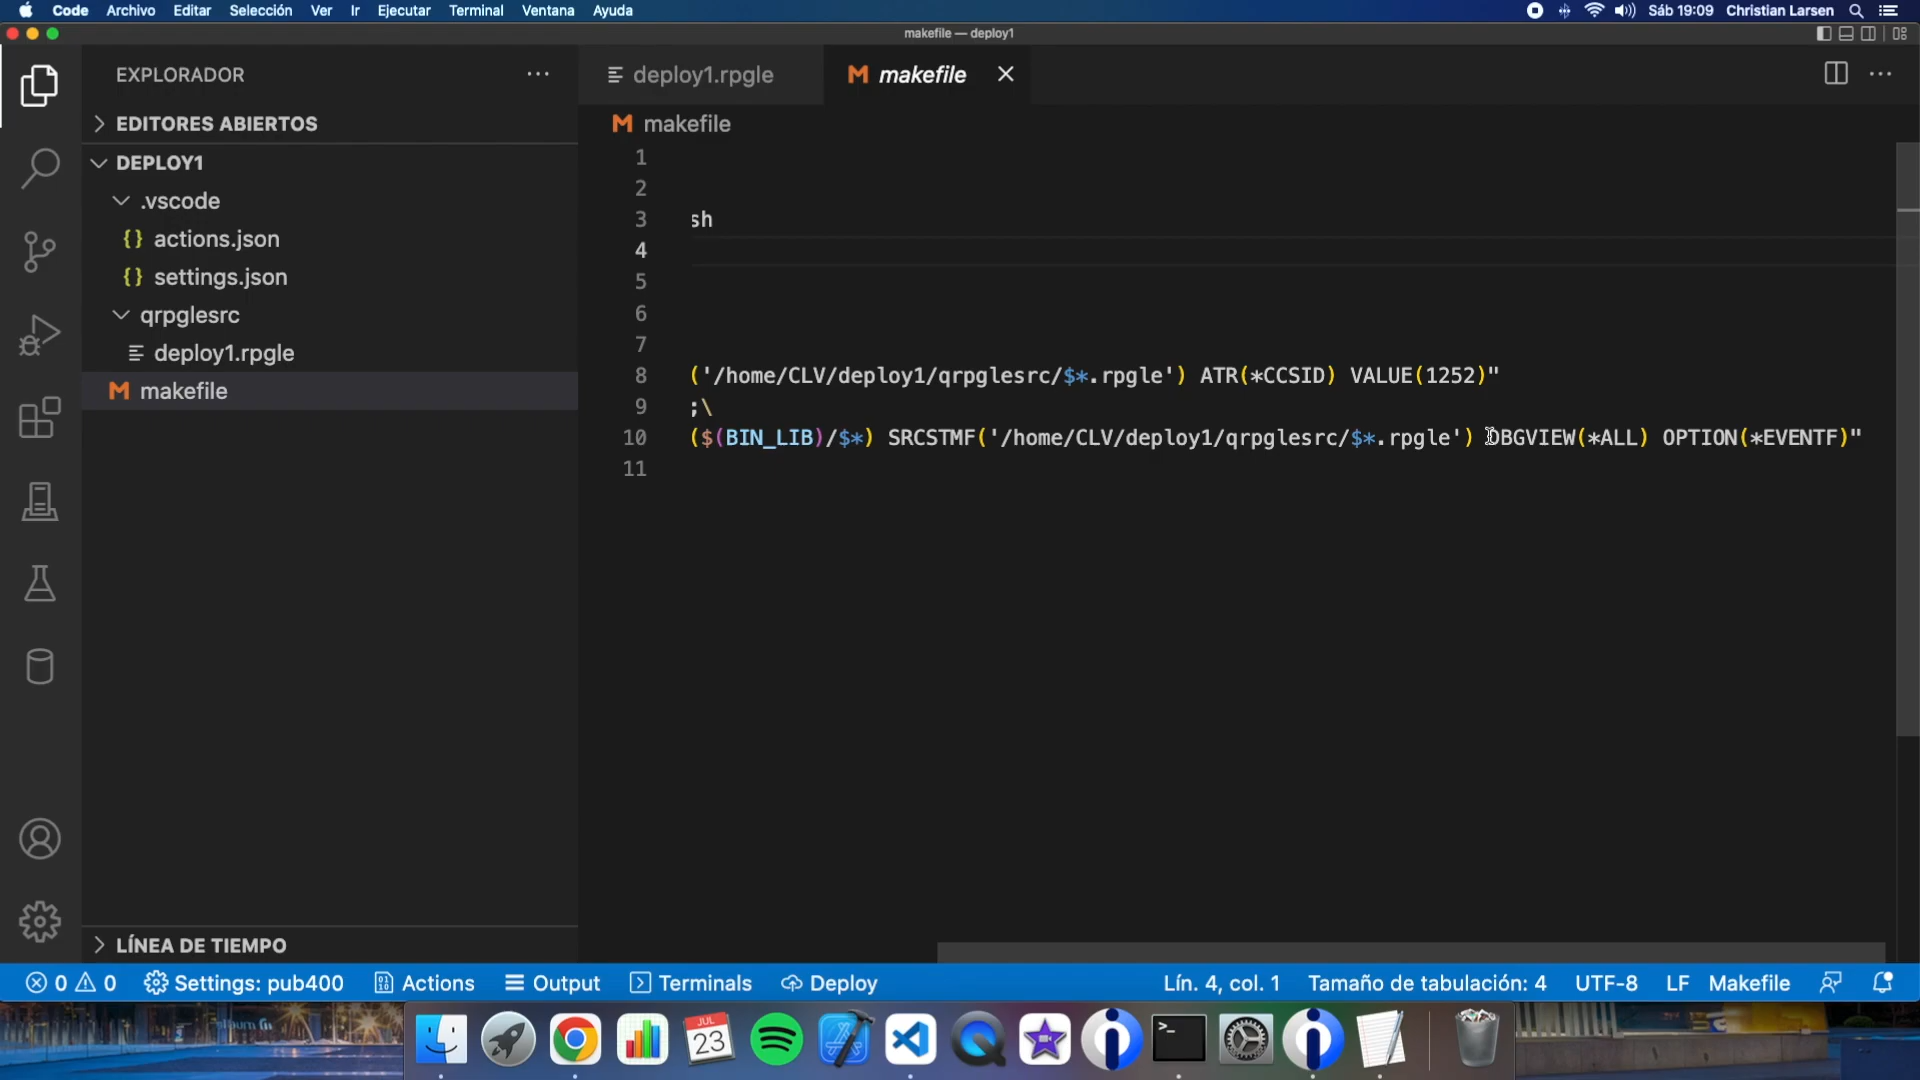 Code Archivo Editar Selección Ver Ir Ejecutar Terminal Ventana Ayuda Sáb 19:09 Christian Larsen
makefile — deploy1
EXPLORADOR
deploy1.rpgle
M makefile
EDITORES ABIERTOS
M makefile
DEPLOY1
.vscode
{} actions.json
{} settings.json
qrpglesrc
deploy1.rpgle
M makefile
1
2
3 sh
4
5
6
7
8 ('/home/CLV/deploy1/qrpglesrc/$*.rpgle') ATR(*CCSID) VALUE(1252)"
9 ;\
10 ($(BIN_LIB)/$*) SRCSTMF('/home/CLV/deploy1/qrpglesrc/$*.rpgle') DBGVIEW(*ALL) OPTION(*EVENTF)"
11
LÍNEA DE TIEMPO
0 0 Settings: pub400 Actions Output Terminals Deploy Lín. 4, col. 1 Tamaño de tabulación: 4 UTF-8 LF Makefile
JUL
23